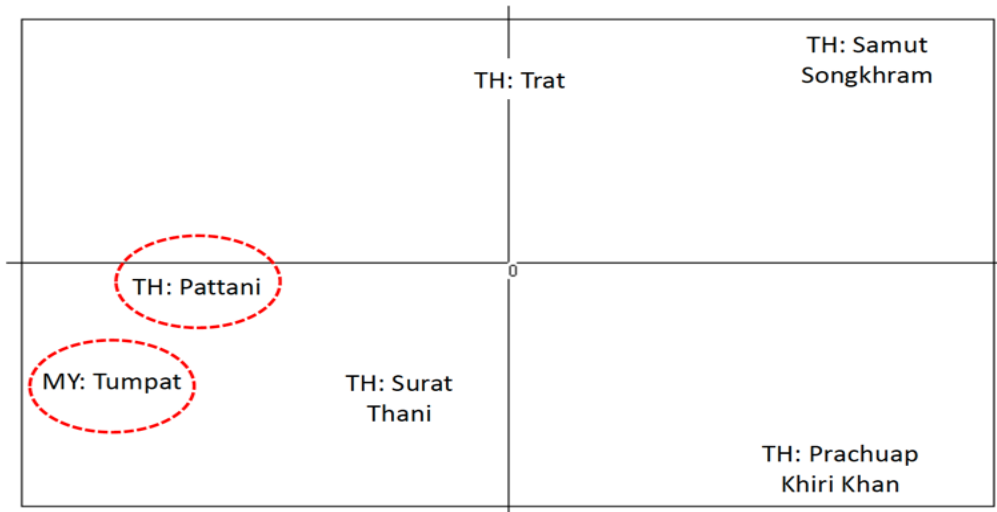 TH: Samut
Songkhram
TH: Trat
0
TH: Pattani
MY: Tumpat
TH: Surat
Thani
TH: Prachuap
Khiri Khan